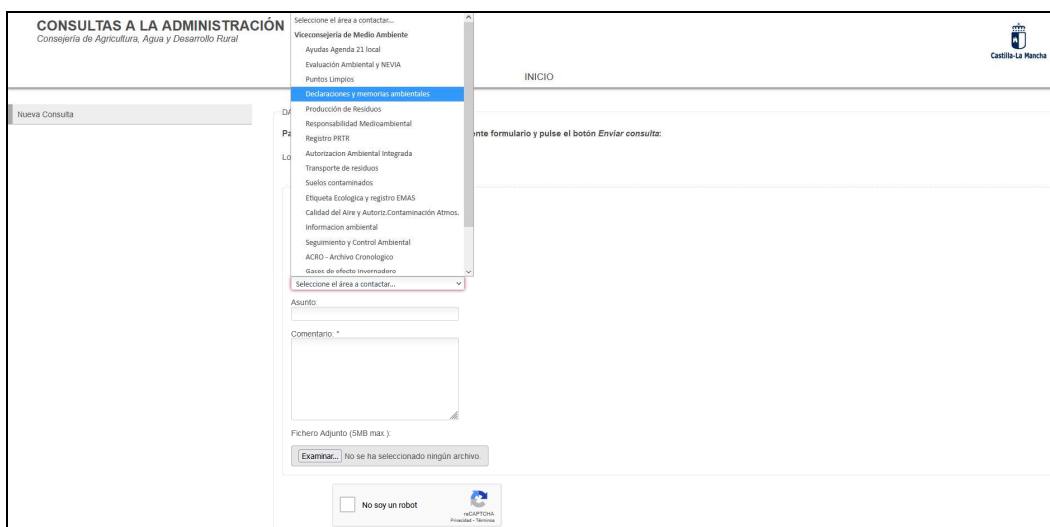 CONSULTAS A LA ADMINISTRACIÓN
Consejería de Agricultura, Agua y Desarrollo Rural
Castilla-La Mancha
INICIO
Nueva Consulta
Seleccione el área a contactar...
Viceconsejeria de Medio Ambiente
Ayudas Agenda 21 local
Evaluación Ambiental y NEVIA
Puntos Limpios
Declaraciones y memorias ambientales
Producción de Residuos
Responsabilidad Medioambiental
Registro PRTR
Autorizacion Ambiental Integrada
Transporte de residuos
Suelos contaminados
Etiqueta Ecologica y registro EMAS
Calidad del Aire y Autoriz.Contaminación Atmos.
Informacion ambiental
Seguimiento y Control Ambiental
ACRO - Archivo Cronologico
Gases de efecto invernadero
DA
Pa
ente formulario y pulse el botón Enviar consulta:
Lo
Seleccione el área a contactar...
Asunto:
Comentario: *
Fichero Adjunto (5MB max.):
Examinar... No se ha seleccionado ningún archivo.
No soy un robot
reCAPTCHA
Privacidad - Términos